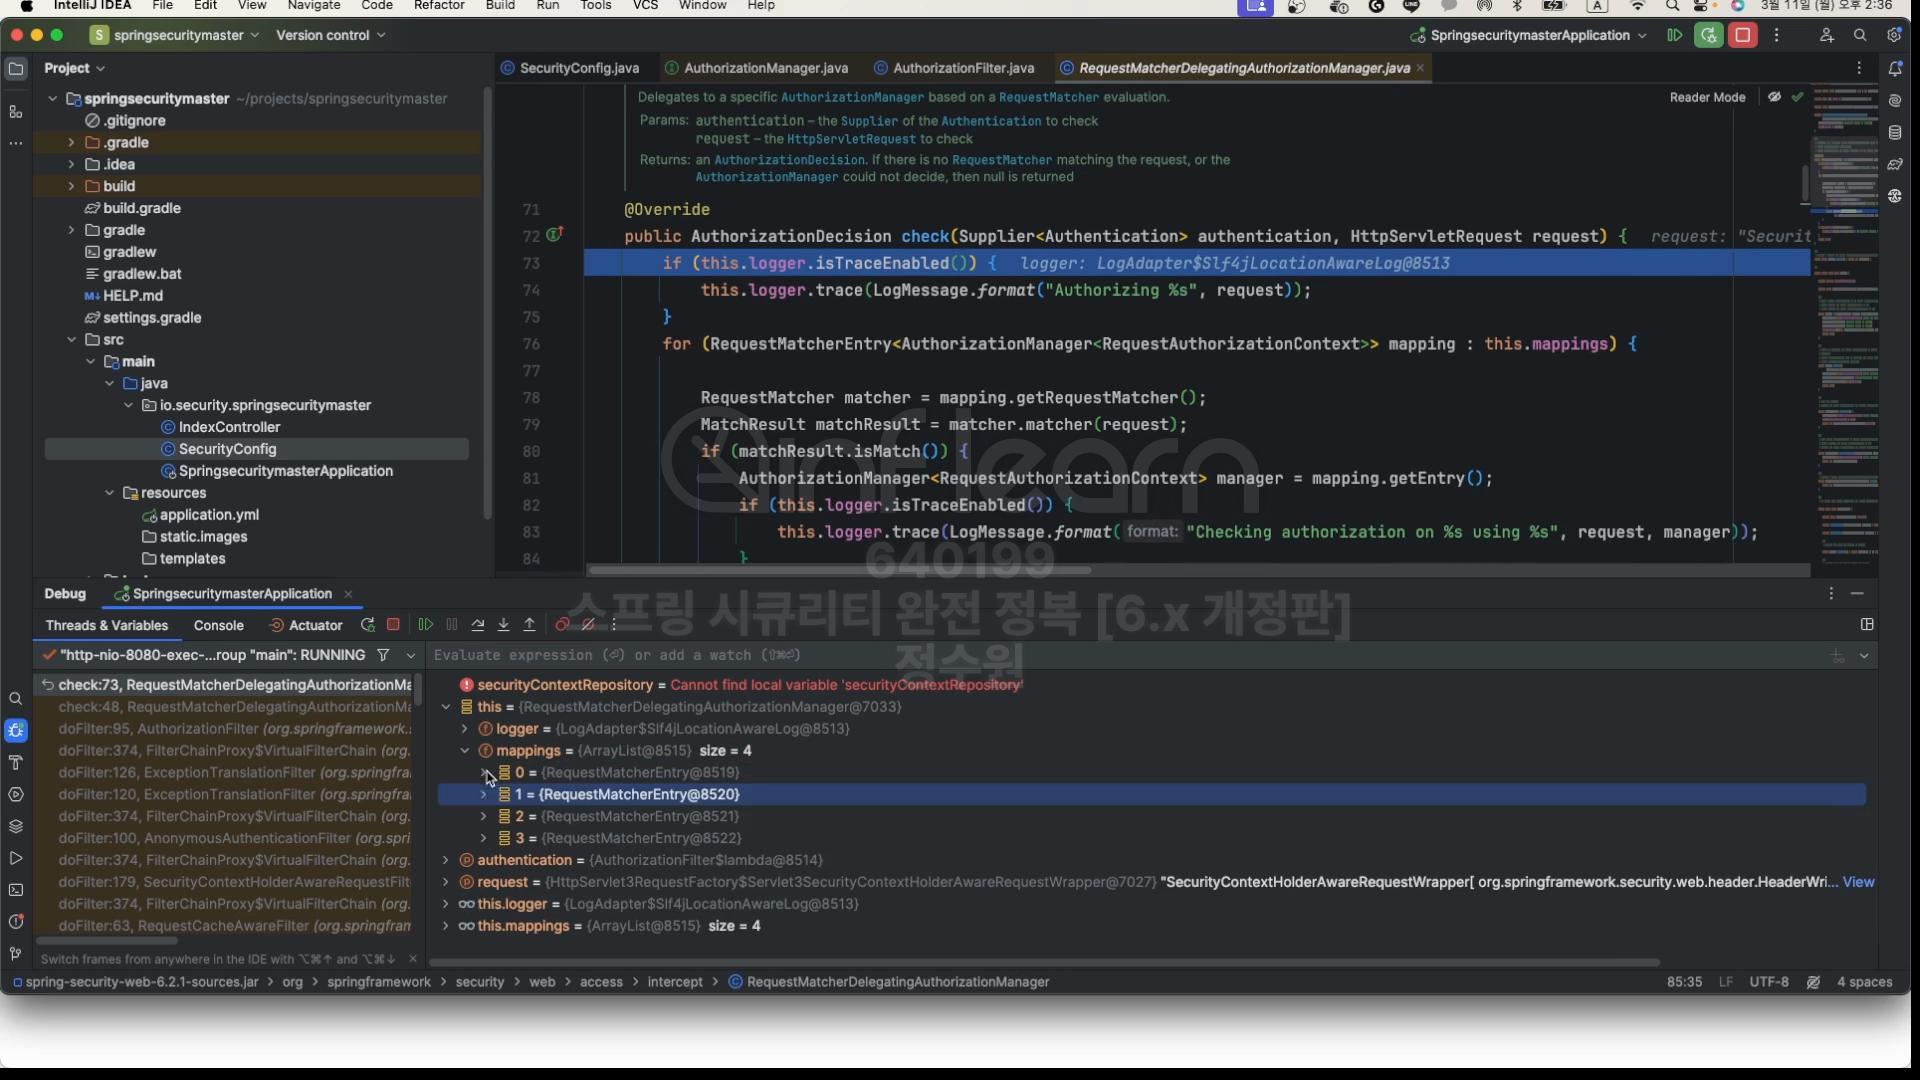 IntelliJ IDEA File Edit View Navigate Code Refactor Build Run Tools VCS Window Help A 3월 11일 (월) 오후 2:36
S springsecuritymaster Version control SpringsecuritymasterApplication
Project
SecurityConfig.java AuthorizationManager.java AuthorizationFilter.java RequestMatcherDelegatingAuthorizationManager.java
springsecuritymaster ~/projects/springsecuritymaster
.gitignore
.gradle
.idea
build
build.gradle
gradle
gradlew
gradlew.bat
HELP.md
settings.gradle
src
main
java
io.security.springsecuritymaster
IndexController
SecurityConfig
SpringsecuritymasterApplication
resources
application.yml
static.images
templates
Reader Mode
Delegates to a specific AuthorizationManager based on a RequestMatcher evaluation.
Params: authentication – the Supplier of the Authentication to check
request – the HttpServletRequest to check
Returns: an AuthorizationDecision. If there is no RequestMatcher matching the request, or the
AuthorizationManager could not decide, then null is returned
71 @Override
72 public AuthorizationDecision check(Supplier<Authentication> authentication, HttpServletRequest request) { request: "Securit
73 if (this.logger.isTraceEnabled()) { logger: LogAdapter$Slf4jLocationAwareLog@8513
74 this.logger.trace(LogMessage.format("Authorizing %s", request));
75 }
76 for (RequestMatcherEntry<AuthorizationManager<RequestAuthorizationContext>> mapping : this.mappings) {
77
78 RequestMatcher matcher = mapping.getRequestMatcher();
79 MatchResult matchResult = matcher.matcher(request);
80 if (matchResult.isMatch()) {
81 AuthorizationManager<RequestAuthorizationContext> manager = mapping.getEntry();
82 if (this.logger.isTraceEnabled()) {
83 this.logger.trace(LogMessage.format( format: "Checking authorization on %s using %s", request, manager));
84 }
inflearn
640199
스프링 시큐리티 완전 정복 [6.x 개정판]
정수원
Debug SpringsecuritymasterApplication
Threads & Variables Console Actuator
"http-nio-8080-exec-...roup "main": RUNNING
Evaluate expression (⏎) or add a watch (⇧⌘⏎)
check:73, RequestMatcherDelegatingAuthorizationMa
check:48, RequestMatcherDelegatingAuthorizationMa
doFilter:95, AuthorizationFilter (org.springframework.
doFilter:374, FilterChainProxy$VirtualFilterChain (org.
doFilter:126, ExceptionTranslationFilter (org.springfra
doFilter:120, ExceptionTranslationFilter (org.springfra
doFilter:374, FilterChainProxy$VirtualFilterChain (org.
doFilter:100, AnonymousAuthenticationFilter (org.spri
doFilter:374, FilterChainProxy$VirtualFilterChain (org.
doFilter:179, SecurityContextHolderAwareRequestFilt
doFilter:374, FilterChainProxy$VirtualFilterChain (org.
doFilter:63, RequestCacheAwareFilter (org.springfram
Switch frames from anywhere in the IDE with ⌥⌘↑ and ⌥⌘↓
securityContextRepository = Cannot find local variable 'securityContextRepository'
this = {RequestMatcherDelegatingAuthorizationManager@7033}
logger = {LogAdapter$Slf4jLocationAwareLog@8513}
mappings = {ArrayList@8515} size = 4
0 = {RequestMatcherEntry@8519}
1 = {RequestMatcherEntry@8520}
2 = {RequestMatcherEntry@8521}
3 = {RequestMatcherEntry@8522}
authentication = {AuthorizationFilter$lambda@8514}
request = {HttpServlet3RequestFactory$Servlet3SecurityContextHolderAwareRequestWrapper@7027} "SecurityContextHolderAwareRequestWrapper[ org.springframework.security.web.header.HeaderWri... View
this.logger = {LogAdapter$Slf4jLocationAwareLog@8513}
this.mappings = {ArrayList@8515} size = 4
spring-security-web-6.2.1-sources.jar > org > springframework > security > web > access > intercept > RequestMatcherDelegatingAuthorizationManager
85:35 LF UTF-8 4 spaces